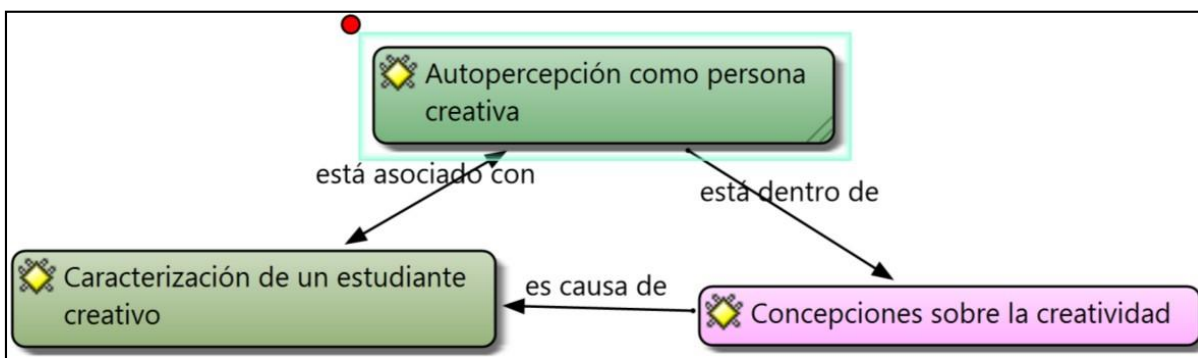 Autopercepción como persona
creativa
está asociado con
está dentro de
Caracterización de un estudiante
creativo
es causa de
Concepciones sobre la creatividad